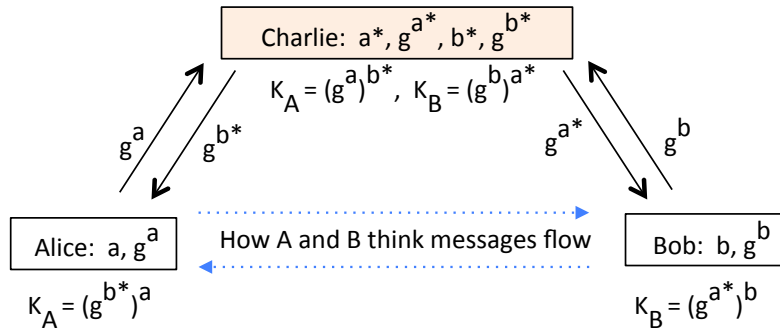 Charlie: a*, g^a*, b*, g^b*
K_A = (g^a)^b*, K_B = (g^b)^a*
g^a
g^b*
g^a*
g^b
Alice: a, g^a
How A and B think messages flow
Bob: b, g^b
K_A = (g^b*)^a
K_B = (g^a*)^b